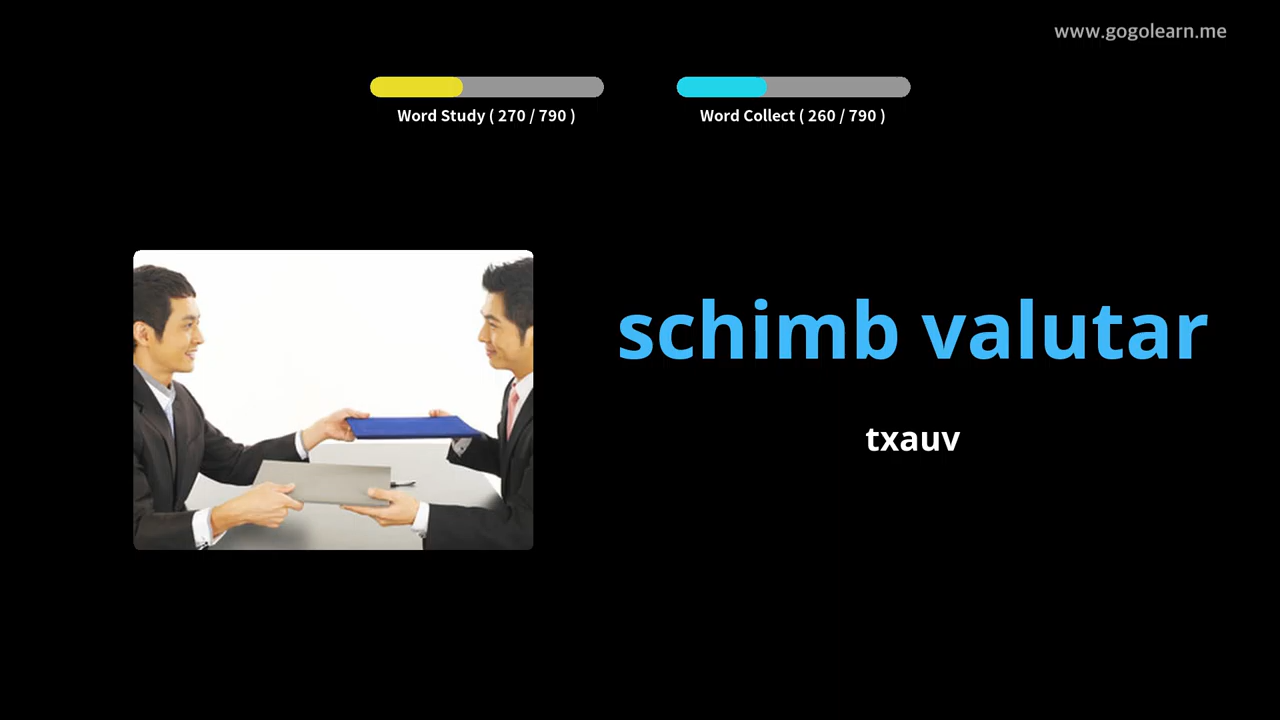 www.gogolearn.me
Word Study ( 270 / 790 )
Word Collect ( 260 / 790 )
schimb valutar
txauv